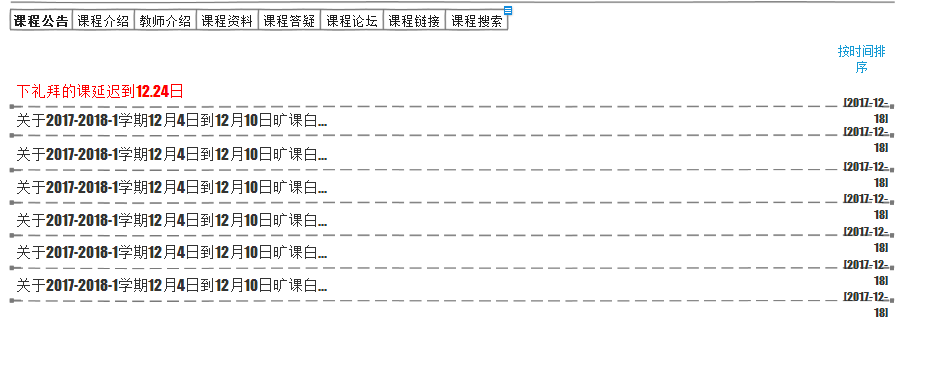 课程公告 课程介绍 教师介绍 课程资料 课程答疑 课程论坛 课程链接 课程搜索
按时间排
序
下礼拜的课延迟到12.24日
[2017-12-
18]
关于2017-2018-1学期12月4日到12月10日旷课白...
[2017-12-
18]
关于2017-2018-1学期12月4日到12月10日旷课白...
[2017-12-
18]
关于2017-2018-1学期12月4日到12月10日旷课白...
[2017-12-
18]
关于2017-2018-1学期12月4日到12月10日旷课白...
[2017-12-
18]
关于2017-2018-1学期12月4日到12月10日旷课白...
[2017-12-
18]
关于2017-2018-1学期12月4日到12月10日旷课白...
[2017-12-
18]